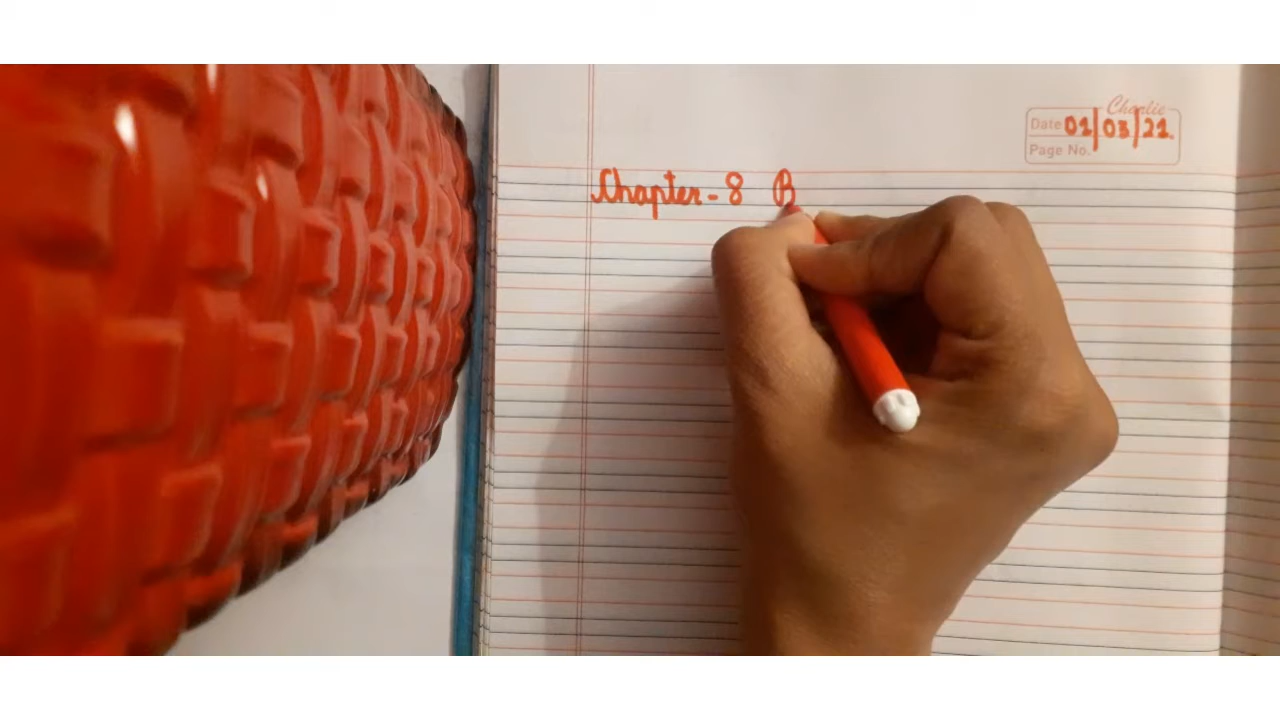 Charlie
Date 01/03/21.
Page No.
Chapter - 8 B